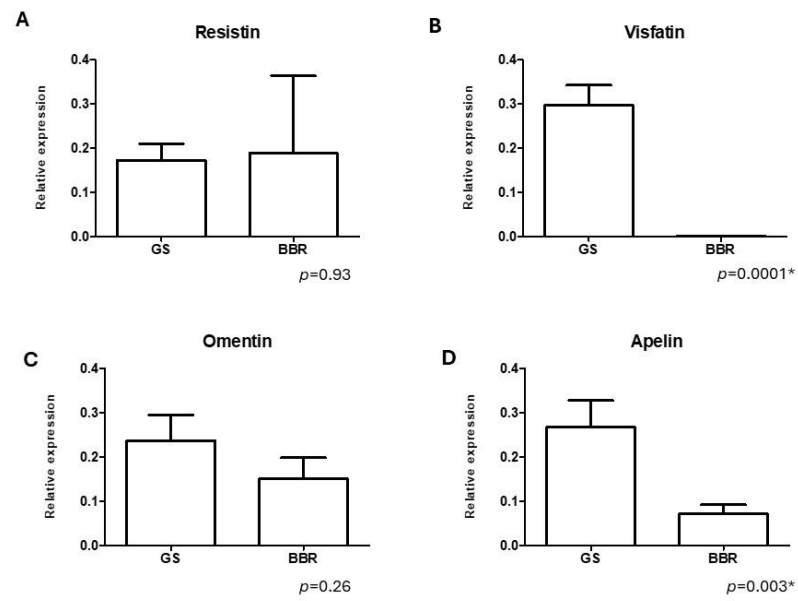 A
Resistin
Relative expression
0.4
0.3
0.2
0.1
0.0
GS
BBR
p=0.93
B
Visfatin
Relative expression
0.4
0.3
0.2
0.1
0.0
GS
BBR
p=0.0001*
C
Omentin
Relative expression
0.4
0.3
0.2
0.1
0.0
GS
BBR
p=0.26
D
Apelin
Relative expression
0.4
0.3
0.2
0.1
0.0
GS
BBR
p=0.003*